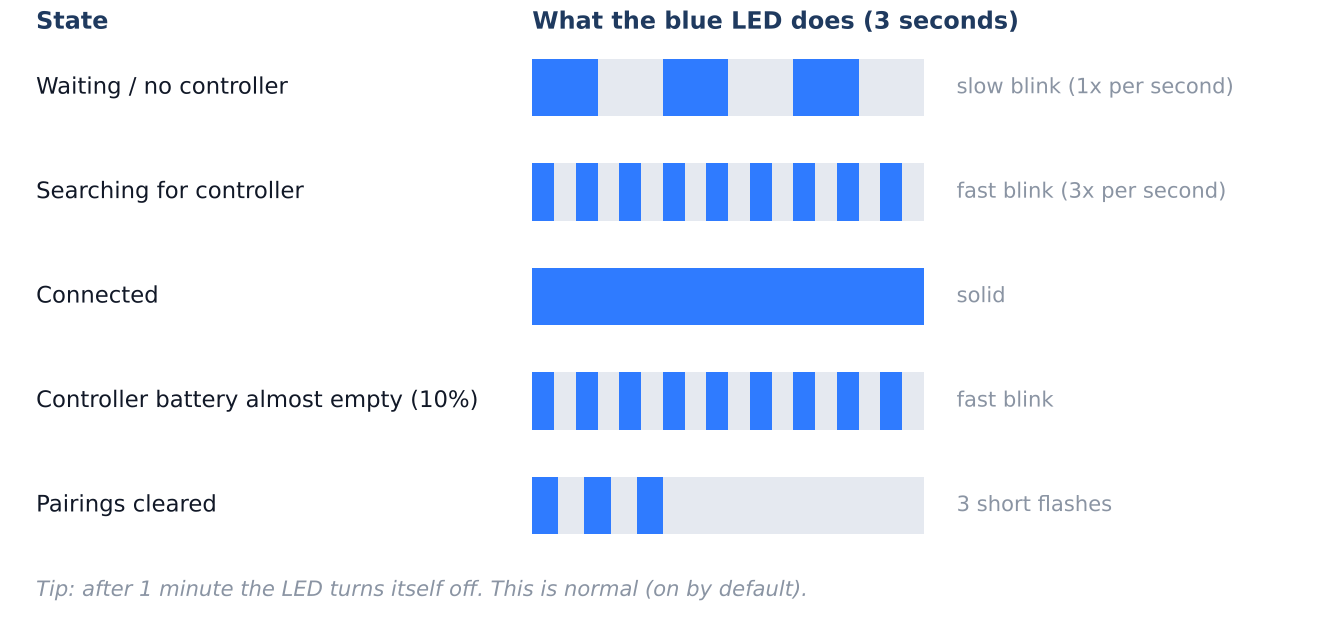 State What the blue LED does (3 seconds)
Waiting / no controller slow blink (1x per second)
Searching for controller fast blink (3x per second)
Connected solid
Controller battery almost empty (10%) fast blink
Pairings cleared 3 short flashes
Tip: after 1 minute the LED turns itself off. This is normal (on by default).